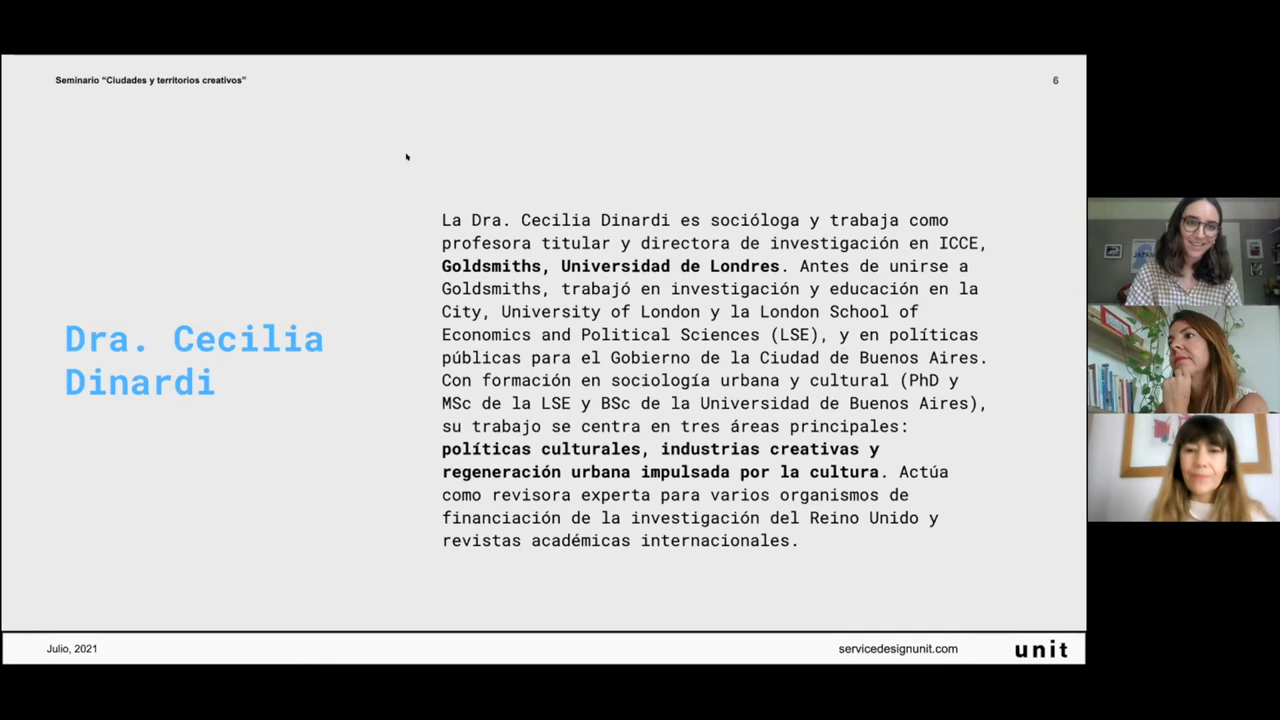 Seminario “Ciudades y territorios creativos”
6
Dra. Cecilia
Dinardi
La Dra. Cecilia Dinardi es socióloga y trabaja como
profesora titular y directora de investigación en ICCE,
Goldsmiths, Universidad de Londres. Antes de unirse a
Goldsmiths, trabajó en investigación y educación en la
City, University of London y la London School of
Economics and Political Sciences (LSE), y en políticas
públicas para el Gobierno de la Ciudad de Buenos Aires.
Con formación en sociología urbana y cultural (PhD y
MSc de la LSE y BSc de la Universidad de Buenos Aires),
su trabajo se centra en tres áreas principales:
políticas culturales, industrias creativas y
regeneración urbana impulsada por la cultura. Actúa
como revisora experta para varios organismos de
financiación de la investigación del Reino Unido y
revistas académicas internacionales.
JAPAN
Julio, 2021
servicedesignunit.com
unit